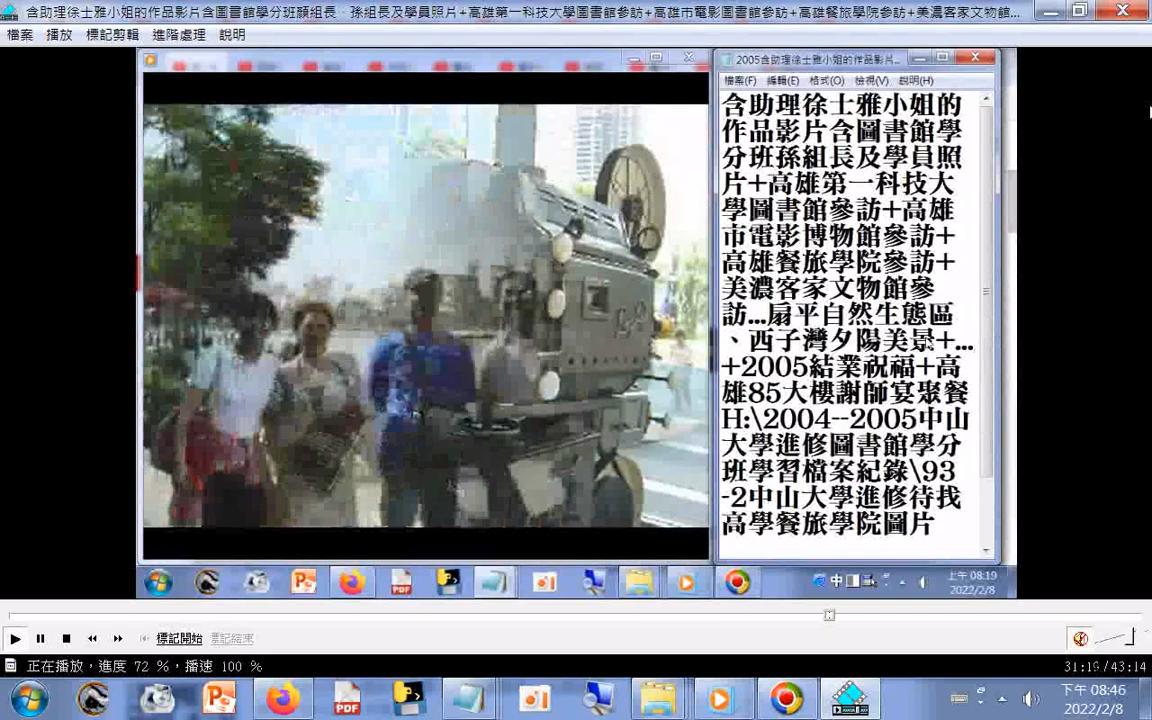 含助理徐士雅小姐的作品影片含圖書館學分班顏組長、孫組長及學員照片+高雄第一科技大學圖書館參訪+高雄市電影圖書館參訪+高雄餐旅學院參訪+美濃客家文物館...
檔案 播放 標記剪輯 進階處理 說明
2005含助理徐士雅小姐的作品影片...
檔案(F) 編輯(E) 格式(O) 檢視(V) 說明(H)
含助理徐士雅小姐的
作品影片含圖書館學
分班孫組長及學員照
片+高雄第一科技大
學圖書館參訪+高雄
市電影博物館參訪+
高雄餐旅學院參訪+
美濃客家文物館參
訪...扇平自然生態區
、西子灣夕陽美景+...
+2005結業祝福+高
雄85大樓謝師宴聚餐
H:\2004--2005中山
大學進修圖書館學分
班學習檔案紀錄\93
-2中山大學進修待找
高學餐旅學院圖片
中
上午 08:19
2022/2/8
標記開始 標記結束
正在播放，進度 72 %，播速 100 %
31:19 / 43:14
PDF
下午 08:46
2022/2/8